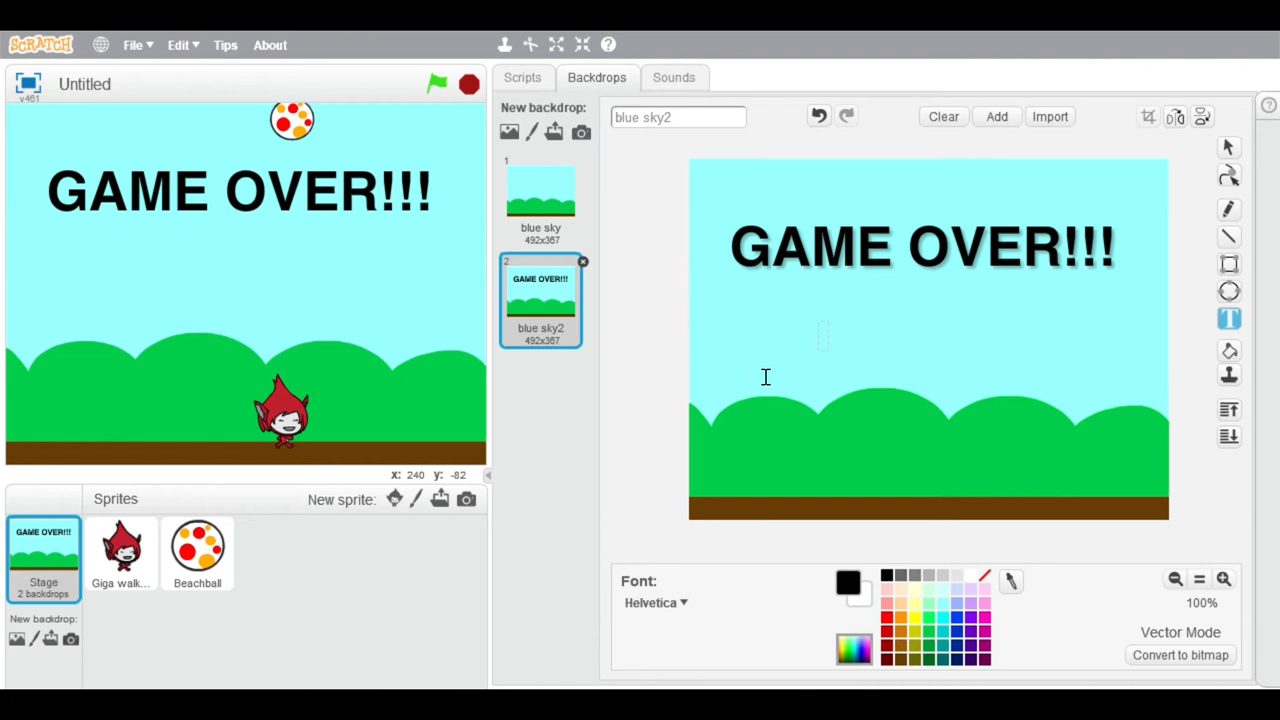 SCRATCH
File Edit Tips About
v461
Untitled
GAME OVER!!!
x: 240 y: -82
Sprites
New sprite:
GAME OVER!!!
Stage
2 backdrops
Giga walk...
Beachball
New backdrop:
Scripts
Backdrops
Sounds
New backdrop:
1
blue sky
492x367
2
GAME OVER!!!
blue sky2
492x367
blue sky2
Clear
Add
Import
GAME OVER!!!
T
Font:
Helvetica
100%
Vector Mode
Convert to bitmap